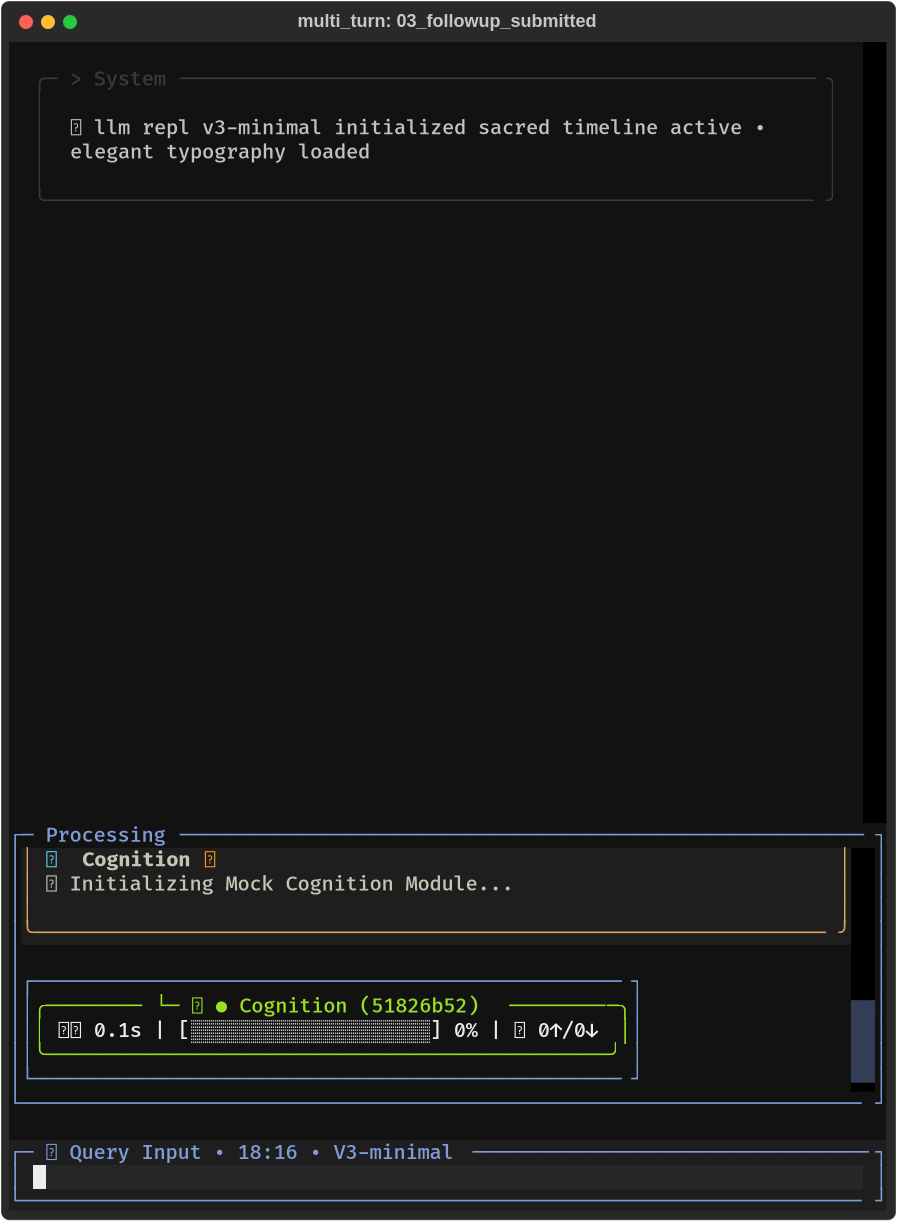 multi_turn: 03_followup_submitted
> System
llm repl v3-minimal initialized sacred timeline active •
elegant typography loaded
Processing
Cognition
Initializing Mock Cognition Module...
● Cognition (51826b52)
0.1s | [░░░░░░░░░░░░░░░░░░░░] 0% | 0↑/0↓
Query Input • 18:16 • V3-minimal